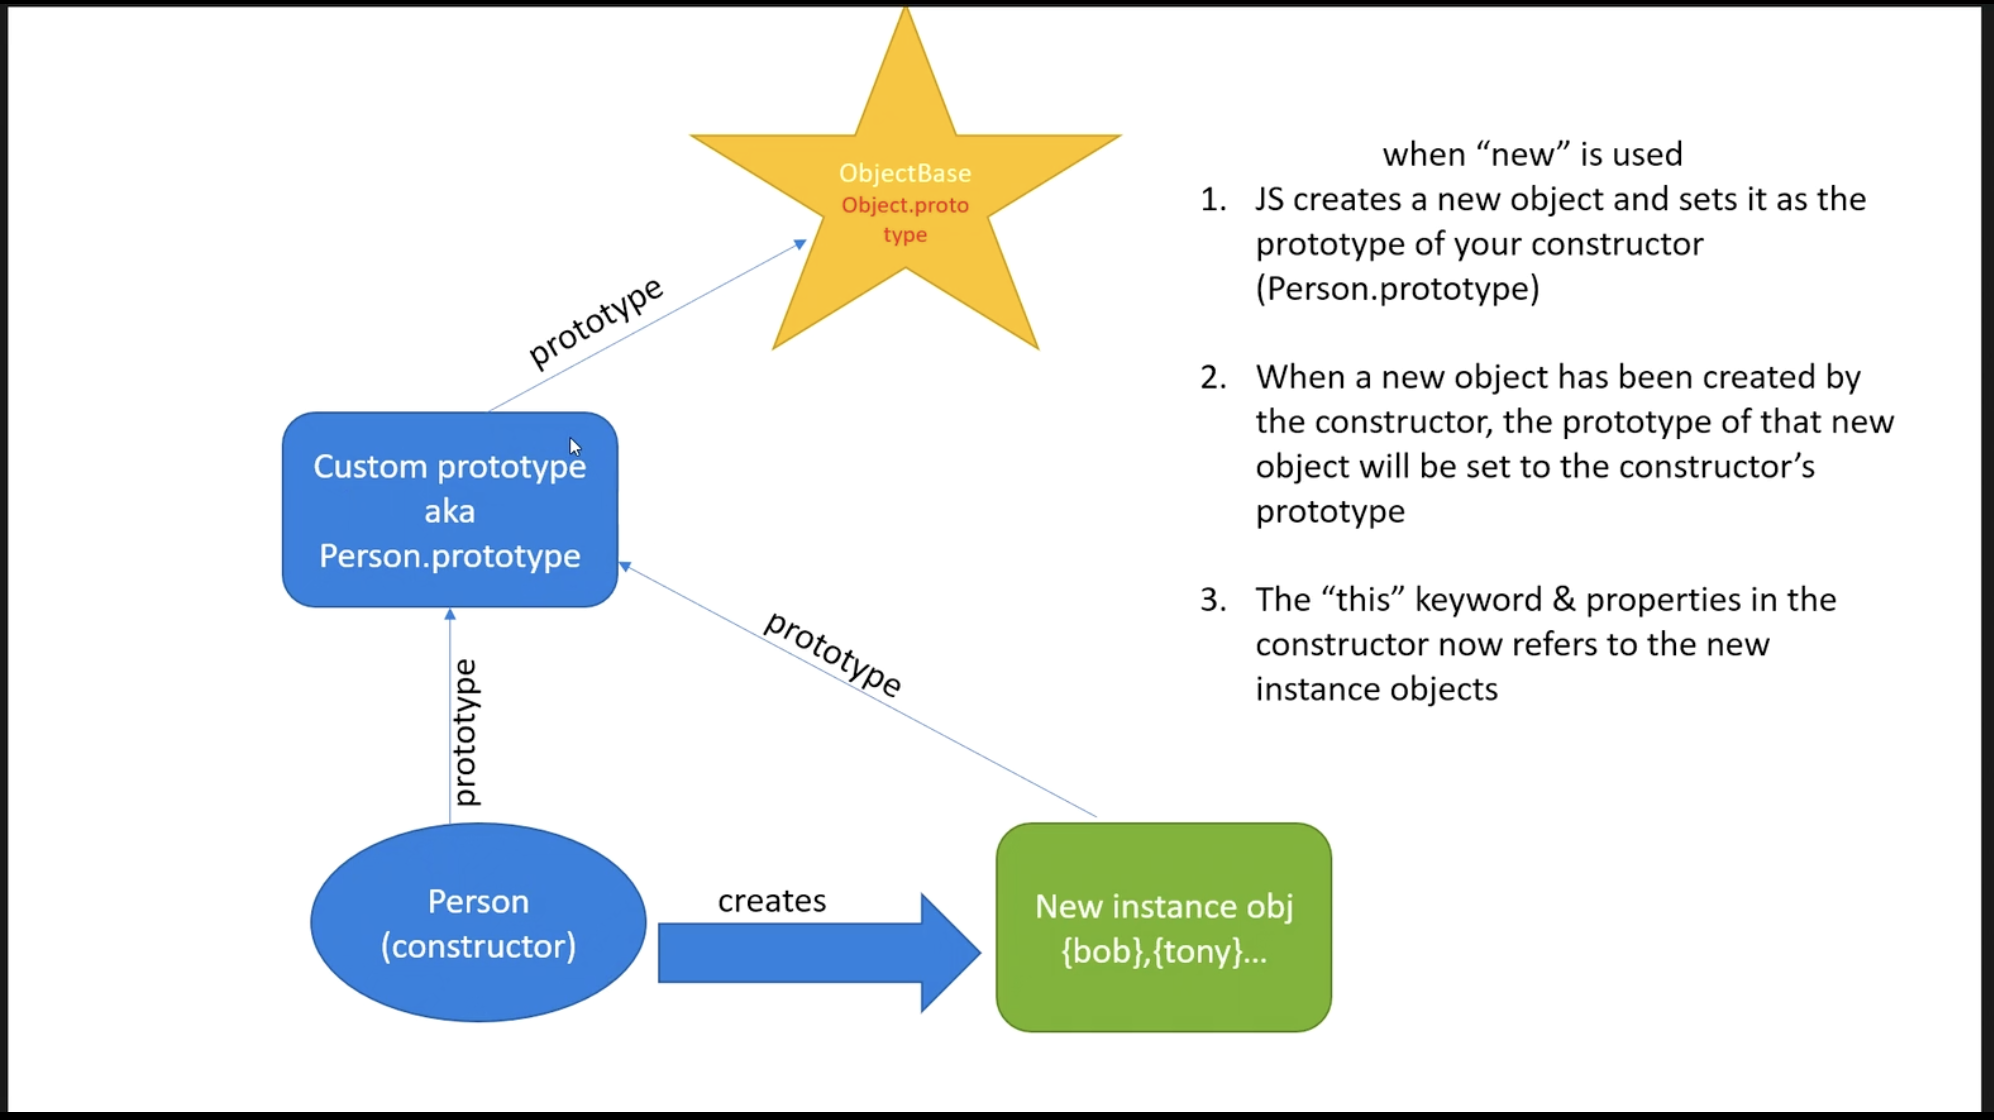 ObjectBase
Object.proto
type
prototype
Custom prototype
aka
Person.prototype
prototype
prototype
Person
(constructor)
creates
New instance obj
{bob},{tony}...
when “new” is used
1. JS creates a new object and sets it as the
prototype of your constructor
(Person.prototype)
2. When a new object has been created by
the constructor, the prototype of that new
object will be set to the constructor’s
prototype
3. The “this” keyword & properties in the
constructor now refers to the new
instance objects